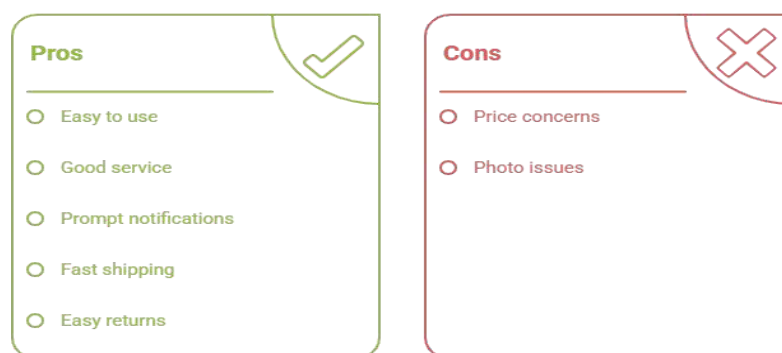 Pros
Easy to use
Good service
Prompt notifications
Fast shipping
Easy returns
Cons
Price concerns
Photo issues